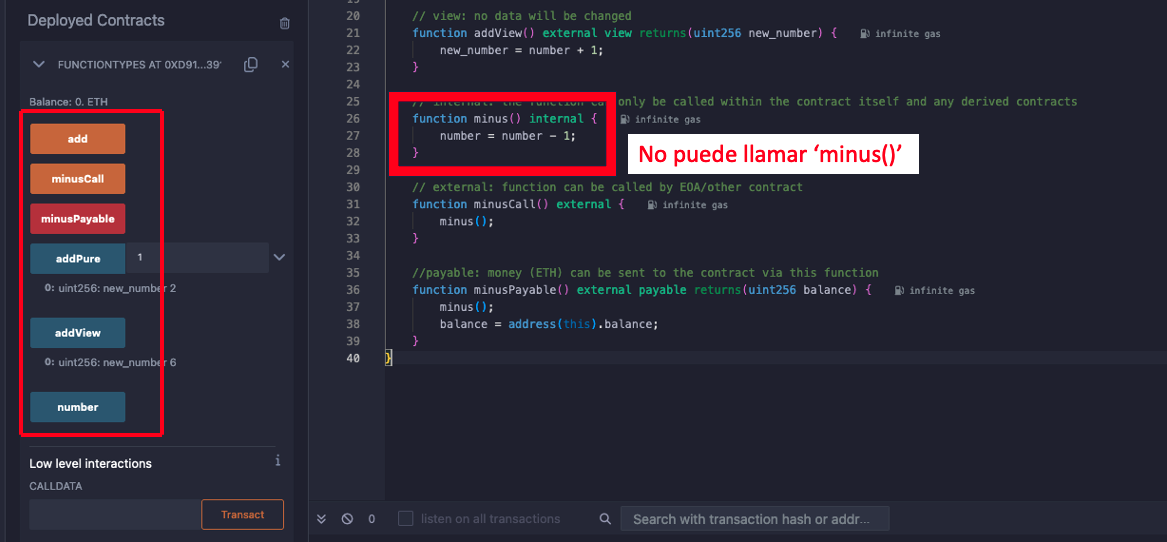 Deployed Contracts
FUNCTIONTYPES AT 0XD91...39'
Balance: 0. ETH
add
minusCall
minusPayable
addPure 1
0: uint256: new_number 2
addView
0: uint256: new_number 6
number
Low level interactions
i
CALLDATA
Transact
20 // view: no data will be changed
21 function addView() external view returns(uint256 new_number) { infinite gas
22 new_number = number + 1;
23 }
24
25 // internal: the function can only be called within the contract itself and any derived contracts
26 function minus() internal { infinite gas
27 number = number - 1;
28 }
No puede llamar ‘minus()’
29
30 // external: function can be called by EOA/other contract
31 function minusCall() external { infinite gas
32 minus();
33 }
34
35 //payable: money (ETH) can be sent to the contract via this function
36 function minusPayable() external payable returns(uint256 balance) { infinite gas
37 minus();
38 balance = address(this).balance;
39 }
40 }
0 listen on all transactions Search with transaction hash or addr...